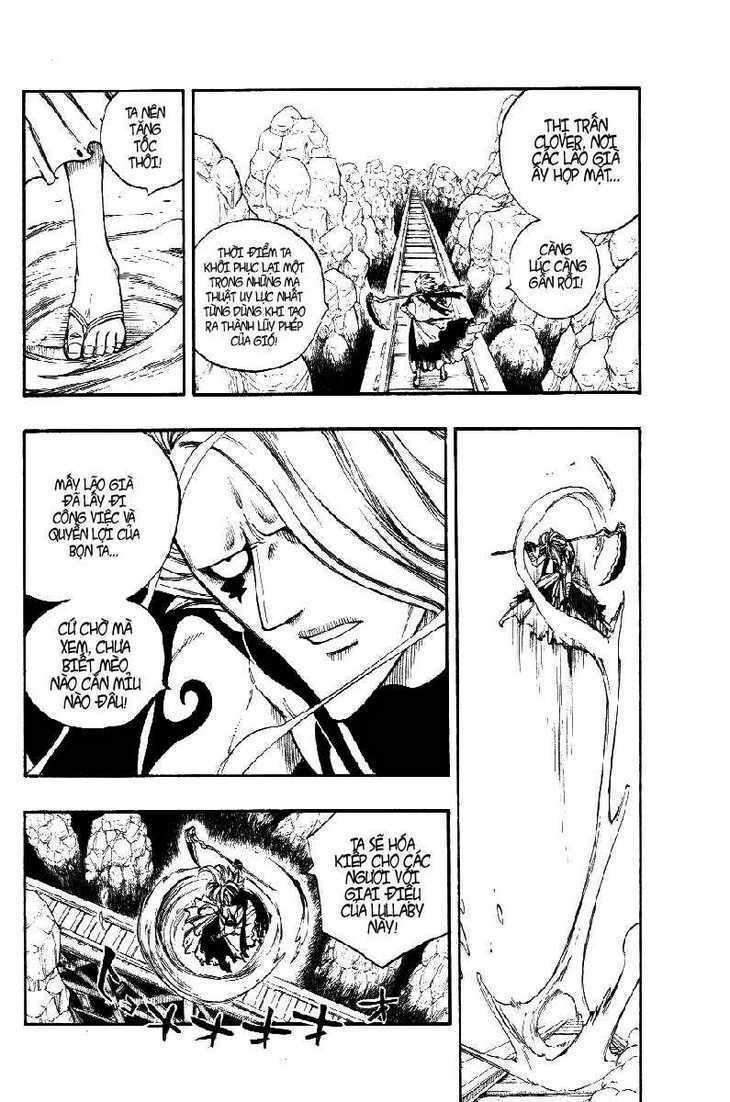 THỊ TRẤN
CLOVER, NƠI
CÁC LÃO GIÀ
ẤY HỌP MẶT...
CÀNG
LÚC CÀNG
GẦN RỒI!
THỜI ĐIỂM TA
KHÔI PHỤC LẠI MỘT
TRONG NHỮNG MA
THUẬT UY LỰC NHẤT
TỪNG DÙNG KHI TẠO
RA THÀNH LŨY PHÉP
CỦA GIÓ!
TA NÊN
TĂNG
TỐC
THÔI!
MẤY LÃO GIÀ
ĐÃ LẤY ĐI
CÔNG VIỆC VÀ
QUYỀN LỢI CỦA
BỌN TA...
CỨ CHỜ MÀ
XEM, CHƯA
BIẾT MÈO
NÀO CẮN MỈU
NÀO ĐÂU!
TA SẼ HÓA
KIẾP CHO CÁC
NGƯƠI VỚI
GIAI ĐIỆU
CỦA LULLABY
NÀY!